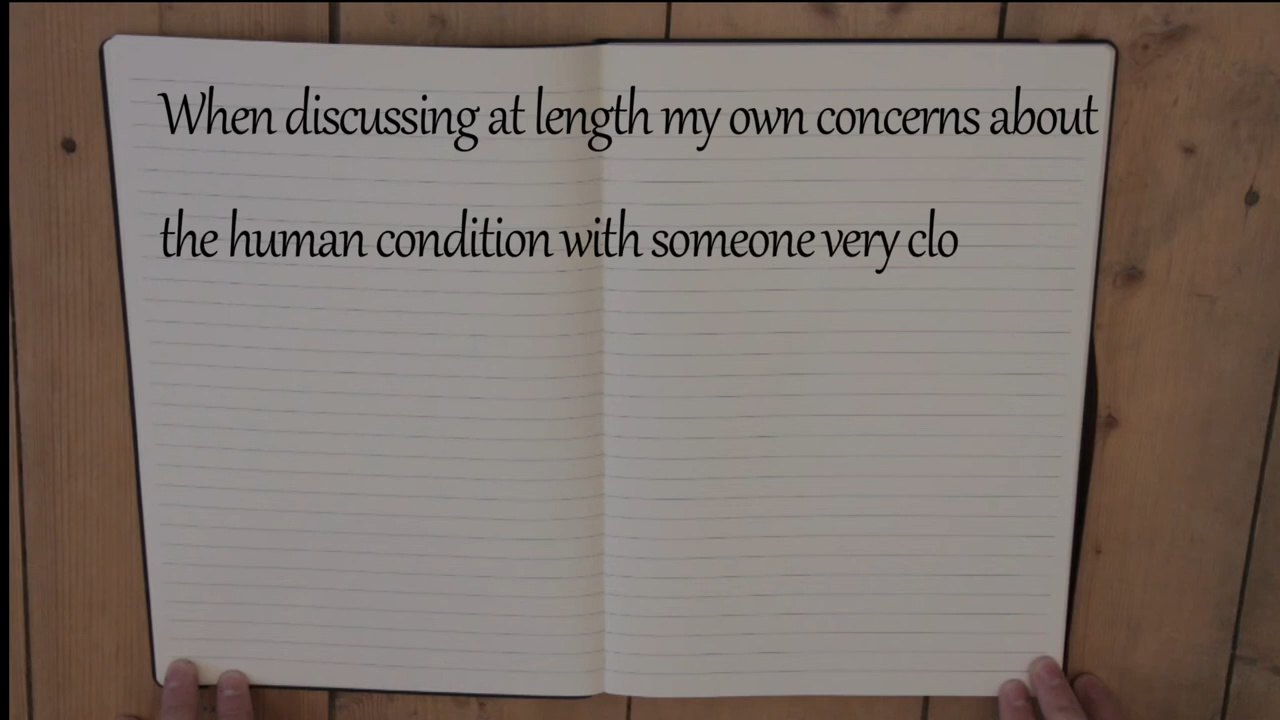 When discussing at length my own concerns about
the human condition with someone very clo